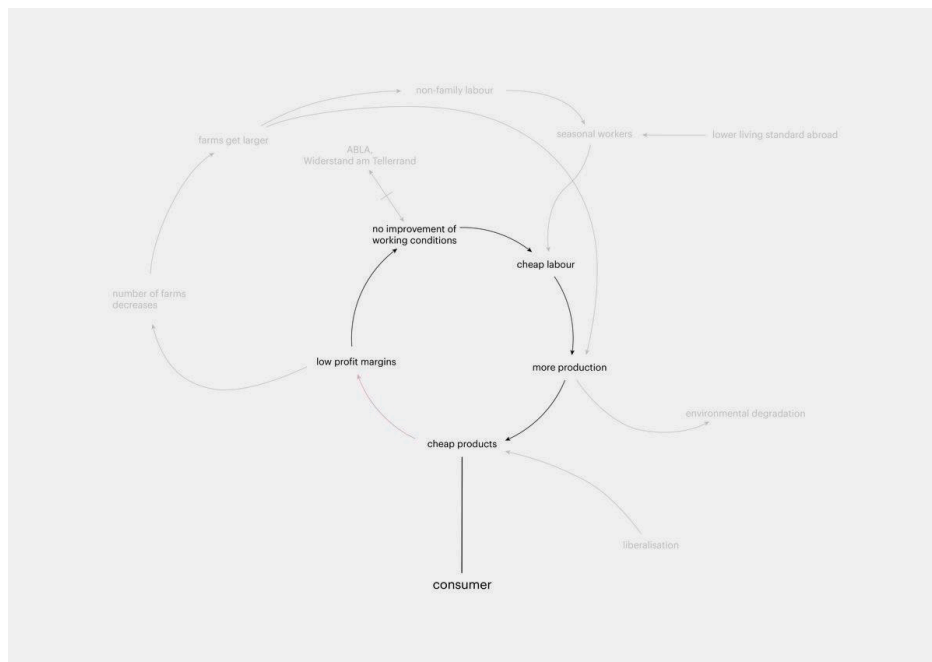 non-family labour
seasonal workers
lower living standard abroad
farms get larger
ABLA,
Widerstand am Tellerrand
no improvement of
working conditions
cheap labour
number of farms
decreases
low profit margins
more production
environmental degradation
cheap products
liberalisation
consumer